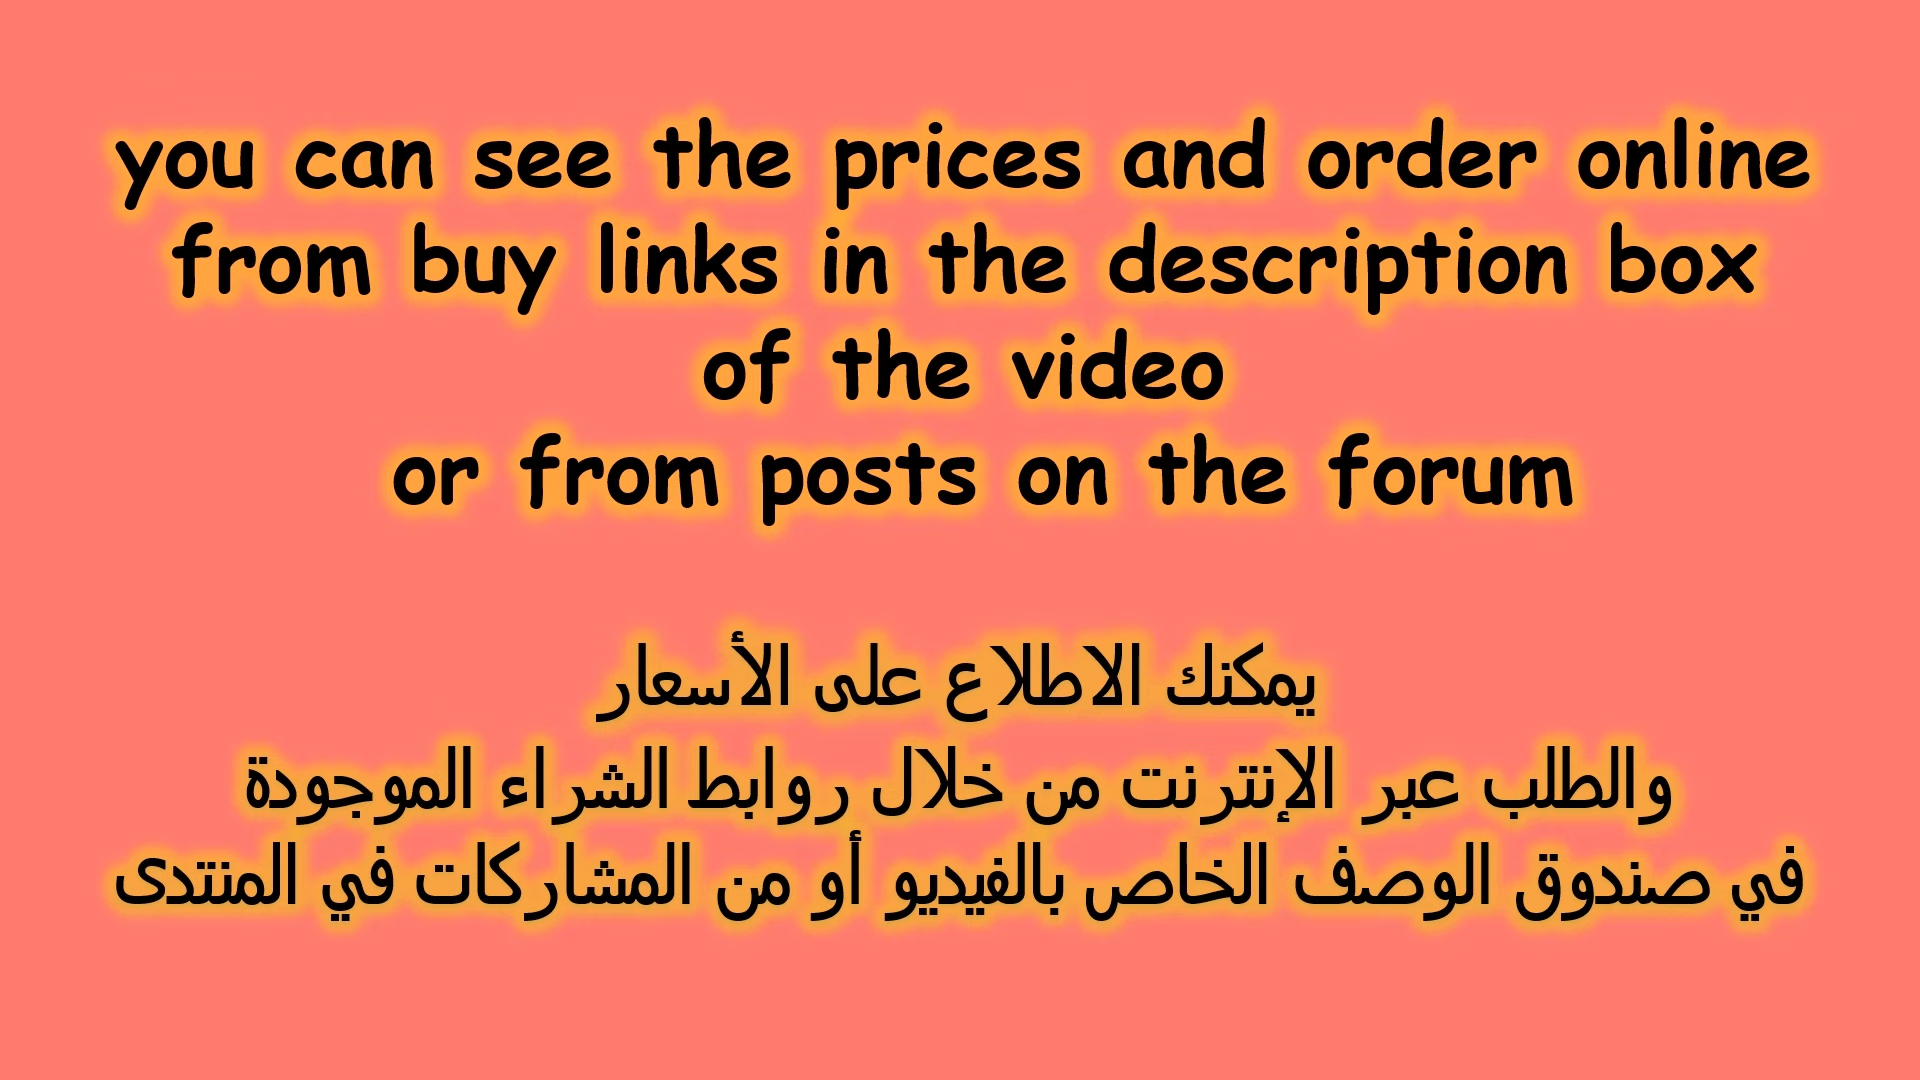 you can see the prices and order online
from buy links in the description box
of the video
or from posts on the forum
يمكنك الاطلاع على الأسعار
والطلب عبر الإنترنت من خلال روابط الشراء الموجودة
في صندوق الوصف الخاص بالفيديو أو من المشاركات في المنتدى